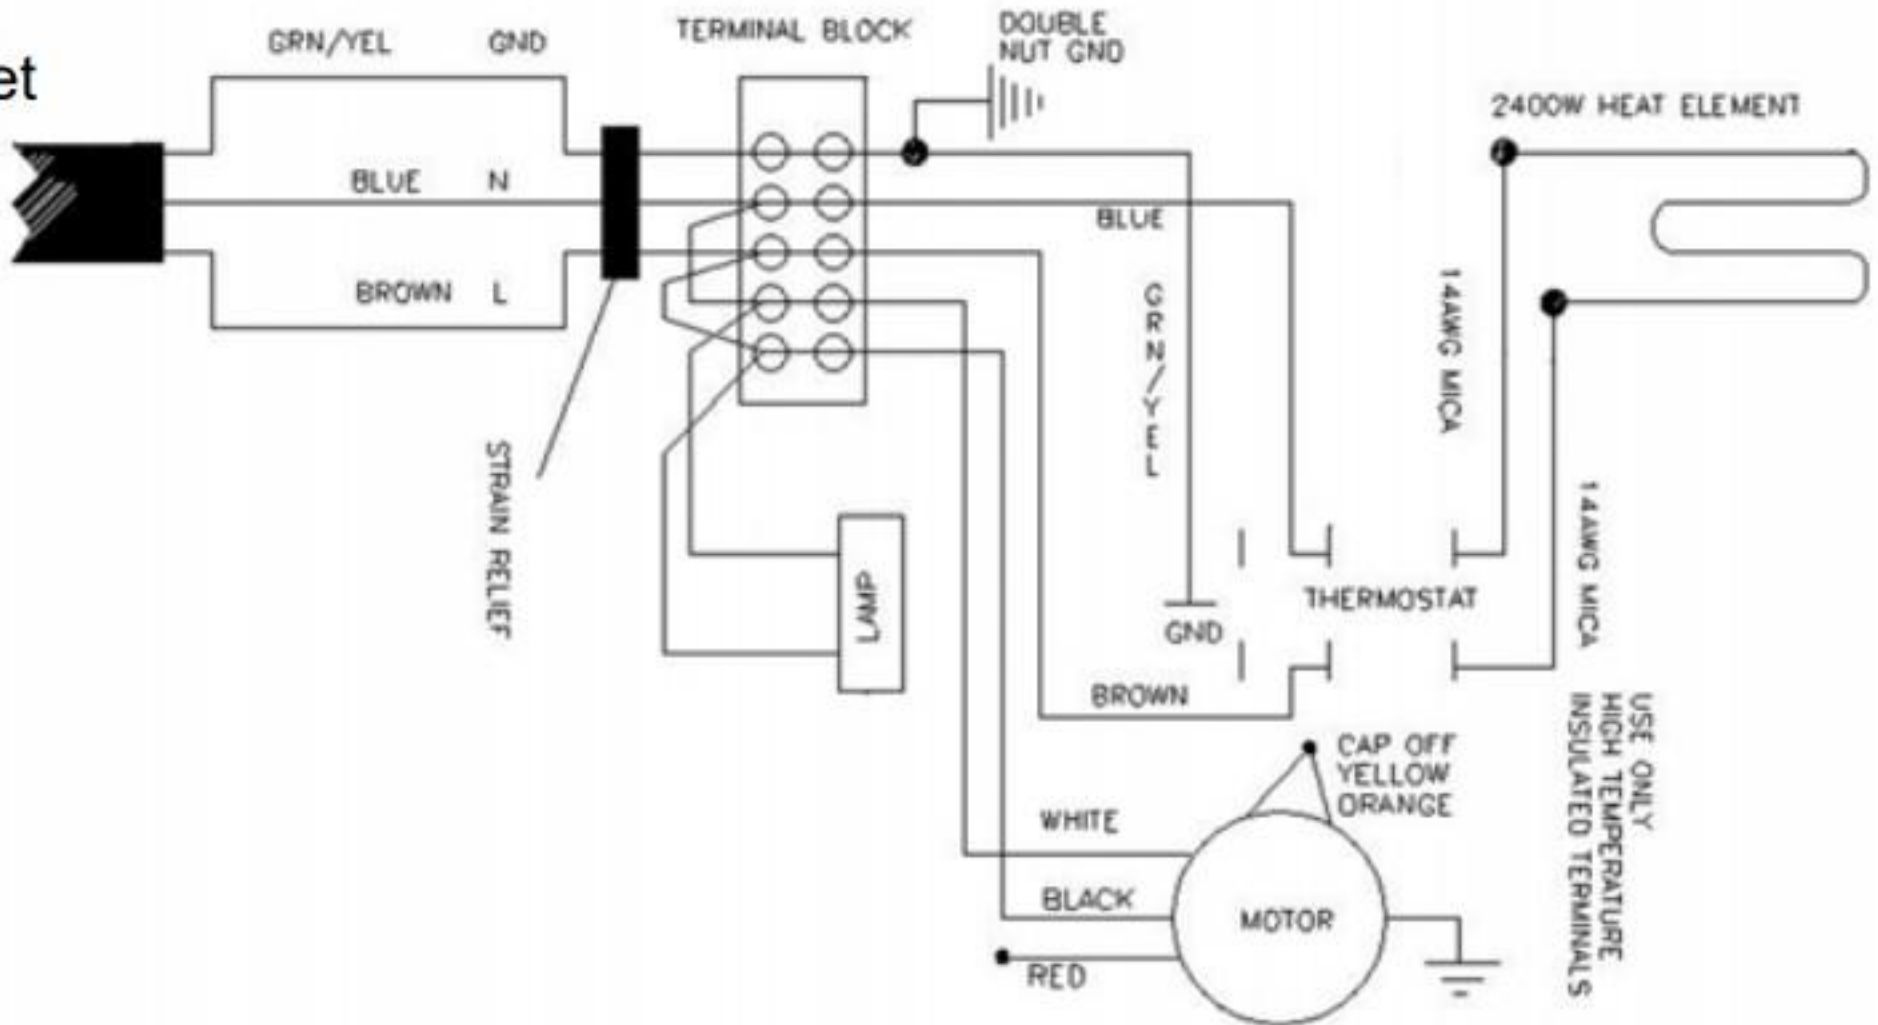 et
GRN/YEL GND
TERMINAL BLOCK
DOUBLE
NUT GND
2400W HEAT ELEMENT
BLUE N
BLUE
BROWN L
GRN/YEL
14AWG MICA
14AWG MICA
STRAIN RELIEF
LAMP
THERMOSTAT
GND
BROWN
USE ONLY
HIGH TEMPERATURE
INSULATED TERMINALS
CAP OFF
YELLOW
ORANGE
WHITE
BLACK
MOTOR
RED